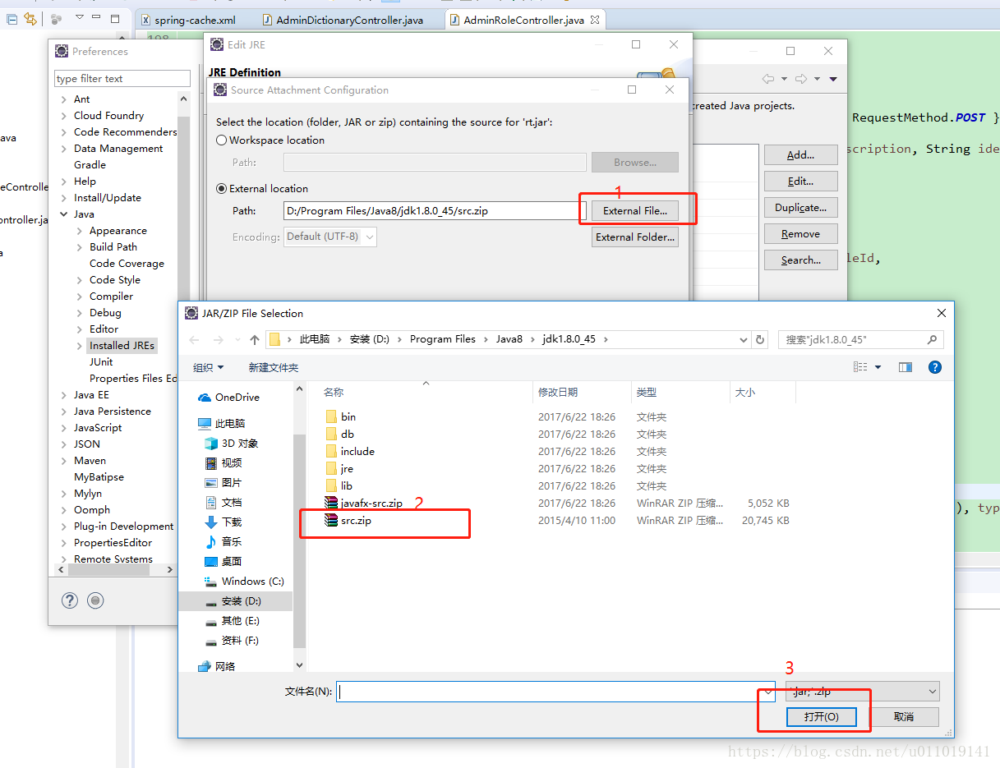 spring-cache.xml
AdminDictionaryController.java
AdminRoleController.java
198
Preferences
type filter text
Ant
Cloud Foundry
Code Recommenders
Data Management
Gradle
Help
Install/Update
Java
Appearance
Build Path
Code Coverage
Code Style
Compiler
Debug
Editor
Installed JREs
JUnit
Properties Files Ed
Java EE
Java Persistence
JavaScript
JSON
Maven
MyBatipse
Mylyn
Oomph
Plug-in Development
PropertiesEditor
Remote Systems
ava
eControlle
ontroller.ja
a
Edit JRE
JRE Definition
Source Attachment Configuration
Select the location (folder, JAR or zip) containing the source for 'rt.jar':
Workspace location
Path:
Browse...
External location
1
Path:
D:/Program Files/Java8/jdk1.8.0_45/src.zip
External File...
Encoding:
Default (UTF-8)
External Folder...
created Java projects.
Add...
Edit...
Duplicate...
Remove
Search...
RequestMethod.POST }
scription, String ide
leId,
), typ
JAR/ZIP File Selection
此电脑
安装 (D:)
Program Files
Java8
jdk1.8.0_45
搜索"jdk1.8.0_45"
组织
新建文件夹
OneDrive
此电脑
3D 对象
视频
图片
文档
下载
音乐
桌面
Windows (C:)
安装 (D:)
其他 (E:)
资料 (F:)
网络
名称 修改日期 类型 大小
bin 2017/6/22 18:26 文件夹
db 2017/6/22 18:26 文件夹
include 2017/6/22 18:26 文件夹
jre 2017/6/22 18:26 文件夹
lib 2017/6/22 18:26 文件夹
javafx-src.zip 2017/6/22 18:26 WinRAR ZIP 压缩... 5,052 KB
2
src.zip 2015/4/10 11:00 WinRAR ZIP 压缩... 20,745 KB
3
文件名(N):
*.jar;*.zip
打开(O)
取消
https://blog.csdn.net/u011019141